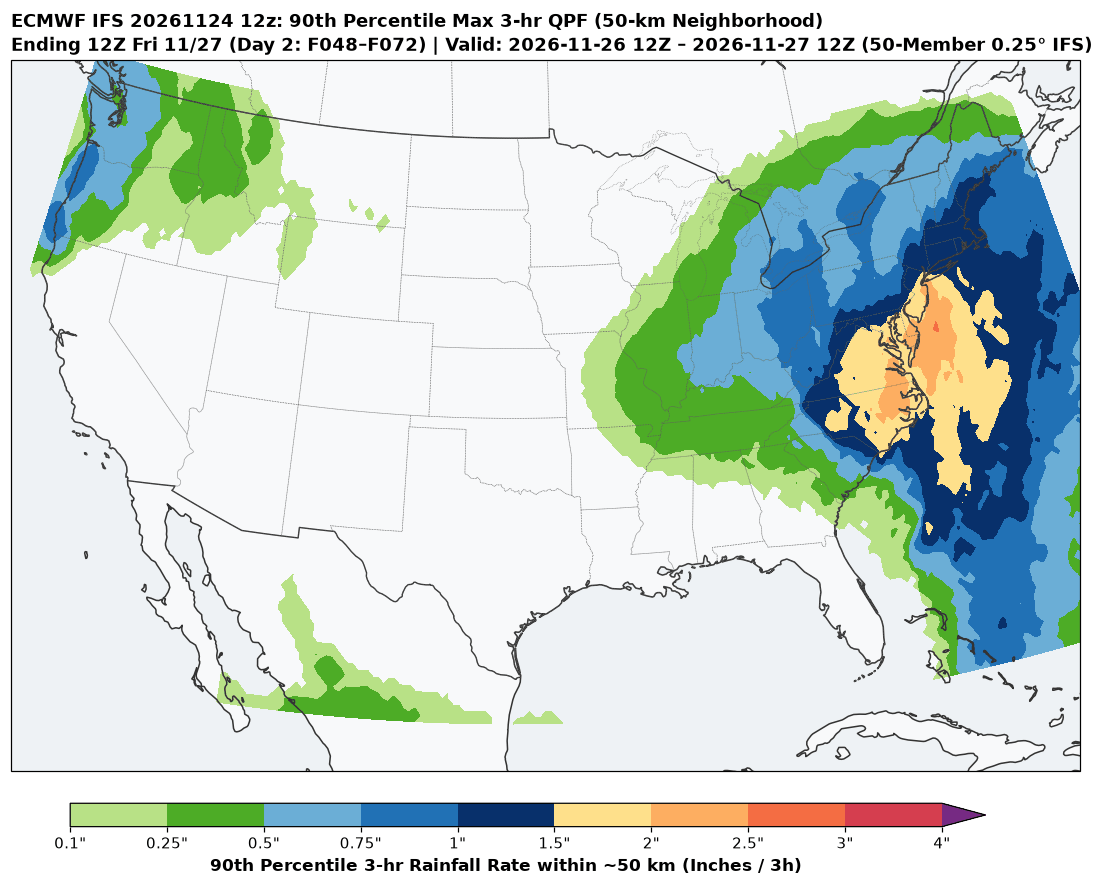 ECMWF IFS 20261124 12z: 90th Percentile Max 3-hr QPF (50-km Neighborhood)
Ending 12Z Fri 11/27 (Day 2: F048–F072) | Valid: 2026-11-26 12Z – 2026-11-27 12Z (50-Member 0.25° IFS)
0.1" 0.25" 0.5" 0.75" 1" 1.5" 2" 2.5" 3" 4"
90th Percentile 3-hr Rainfall Rate within ~50 km (Inches / 3h)